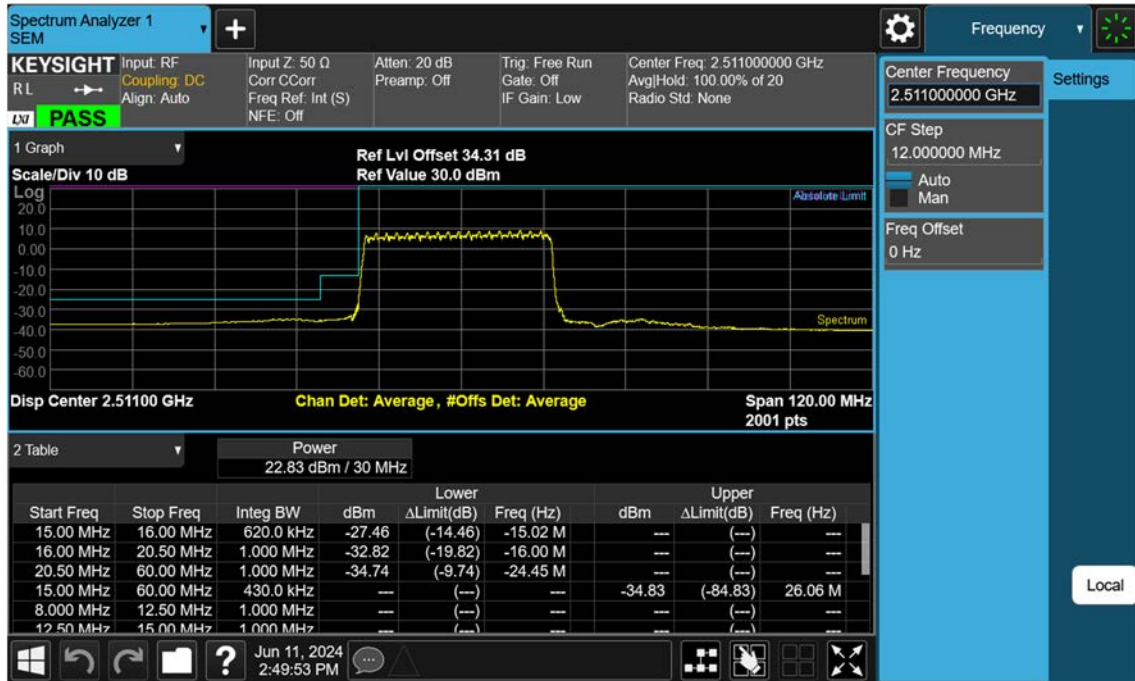 Spectrum Analyzer 1
SEM
Frequency
KEYSIGHT
Input: RF
Coupling: DC
Align: Auto
Input Z: 50 Ω
Corr CCorr
Freq Ref: Int (S)
NFE: Off
Atten: 20 dB
Preamp: Off
Trig: Free Run
Gate: Off
IF Gain: Low
Center Freq: 2.511000000 GHz
Avg|Hold: 100.00% of 20
Radio Std: None
R L
LXI PASS
Center Frequency
2.511000000 GHz
Settings
CF Step
12.000000 MHz
Auto
Man
Freq Offset
0 Hz
Local
1 Graph
Ref Lvl Offset 34.31 dB
Scale/Div 10 dB
Ref Value 30.0 dBm
Log
Absolute Limit
20.0
10.0
0.00
-10.0
-20.0
-30.0
Spectrum
-40.0
-50.0
-60.0
Disp Center 2.51100 GHz
Chan Det: Average, #Offs Det: Average
Span 120.00 MHz
2001 pts
2 Table
Power
22.83 dBm / 30 MHz
Lower Upper
Start Freq Stop Freq Integ BW dBm ΔLimit(dB) Freq (Hz) dBm ΔLimit(dB) Freq (Hz)
15.00 MHz 16.00 MHz 620.0 kHz -27.46 (-14.46) -15.02 M --- (---) ---
16.00 MHz 20.50 MHz 1.000 MHz -32.82 (-19.82) -16.00 M --- (---) ---
20.50 MHz 60.00 MHz 1.000 MHz -34.74 (-9.74) -24.45 M --- (---) ---
15.00 MHz 60.00 MHz 430.0 kHz --- (---) --- -34.83 (-84.83) 26.06 M
8.000 MHz 12.50 MHz 1.000 MHz --- (---) --- --- (---) ---
12.50 MHz 15.00 MHz 1.000 MHz --- (---) --- --- (---) ---
Jun 11, 2024
2:49:53 PM